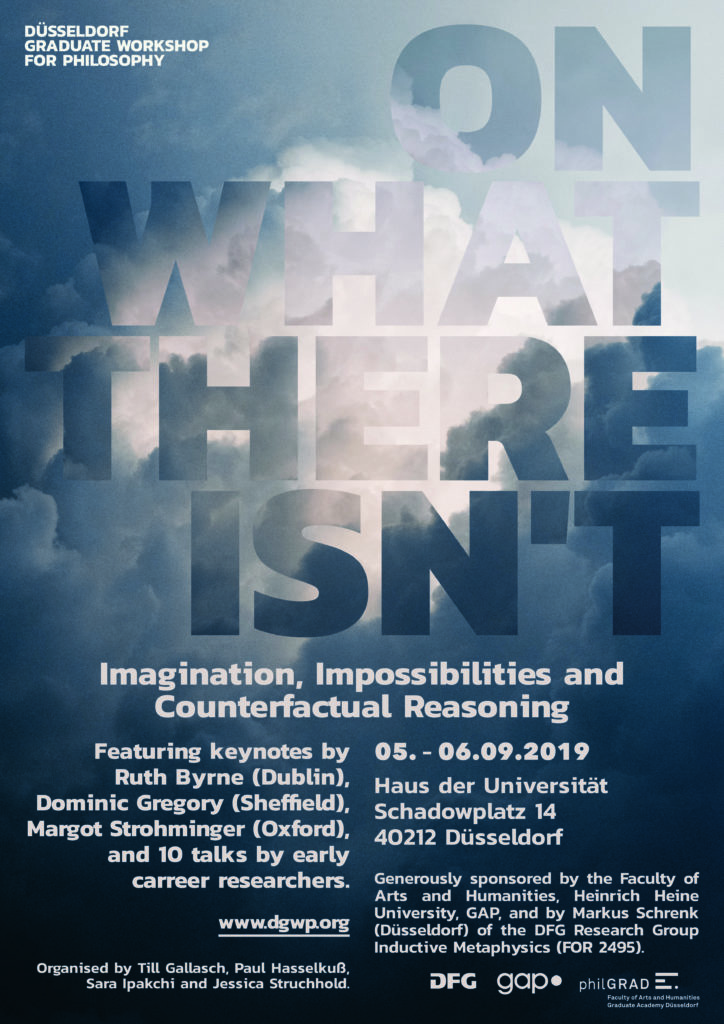 DÜSSELDORF
GRADUATE WORKSHOP
FOR PHILOSOPHY
ON
WHAT
THERE
ISN'T
Imagination, Impossibilities and
Counterfactual Reasoning
Featuring keynotes by
Ruth Byrne (Dublin),
Dominic Gregory (Sheffield),
Margot Strohminger (Oxford),
and 10 talks by early
carreer researchers.
www.dgwp.org
Organised by Till Gallasch, Paul Hasselkuß,
Sara Ipakchi and Jessica Struchhold.
05. - 06.09.2019
Haus der Universität
Schadowplatz 14
40212 Düsseldorf
Generously sponsored by the Faculty of
Arts and Humanities, Heinrich Heine
University, GAP, and by Markus Schrenk
(Düsseldorf) of the DFG Research Group
Inductive Metaphysics (FOR 2495).
DFG gap philGRAD
Faculty of Arts and Humanities
Graduate Academy Düsseldorf